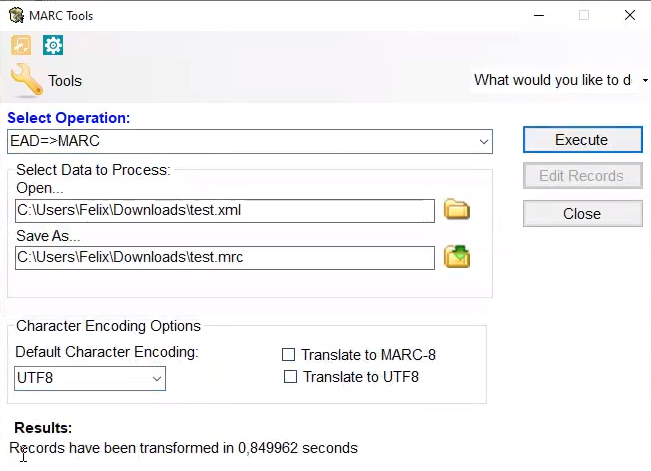 MARC Tools
Tools
What would you like to d
Select Operation:
EAD=>MARC
Execute
Select Data to Process:
Open...
Edit Records
C:\Users\Felix\Downloads\test.xml
Close
Save As...
C:\Users\Felix\Downloads\test.mrc
Character Encoding Options
Default Character Encoding:
Translate to MARC-8
UTF8
Translate to UTF8
Results:
Records have been transformed in 0,849962 seconds